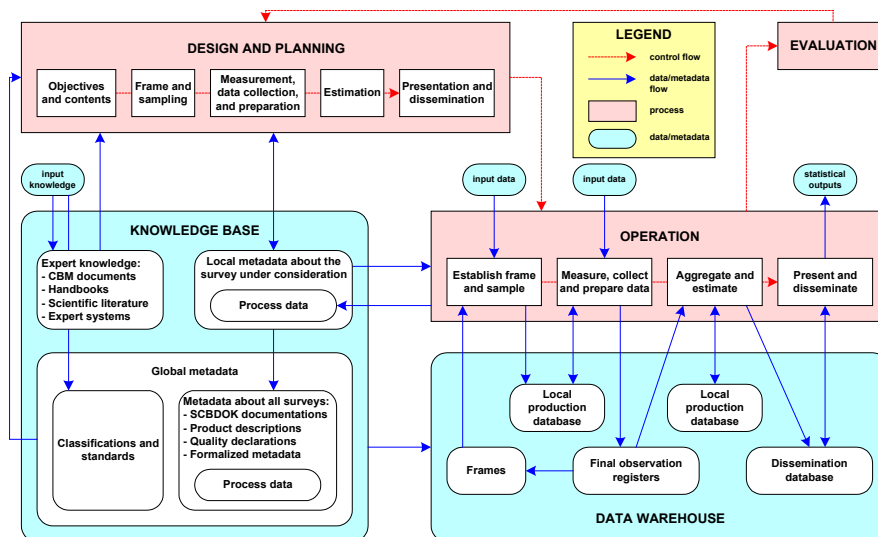 DESIGN AND PLANNING
Objectives
and contents
Frame and
sampling
Measurement,
data collection,
and preparation
Estimation
Presentation and
dissemination
LEGEND
control flow
data/metadata
flow
process
data/metadata
EVALUATION
input
knowledge
input data
input data
statistical
outputs
KNOWLEDGE BASE
Expert knowledge:
- CBM documents
- Handbooks
- Scientific literature
- Expert systems
Local metadata about the
survey under consideration
Process data
Global metadata
Classifications and
standards
Metadata about all surveys:
- SCBDOK documentations
- Product descriptions
- Quality declarations
- Formalized metadata
Process data
OPERATION
Establish frame
and sample
Measure, collect
and prepare data
Aggregate and
estimate
Present and
disseminate
Local
production
database
Local
production
database
Frames
Final observation
registers
Dissemination
database
DATA WAREHOUSE